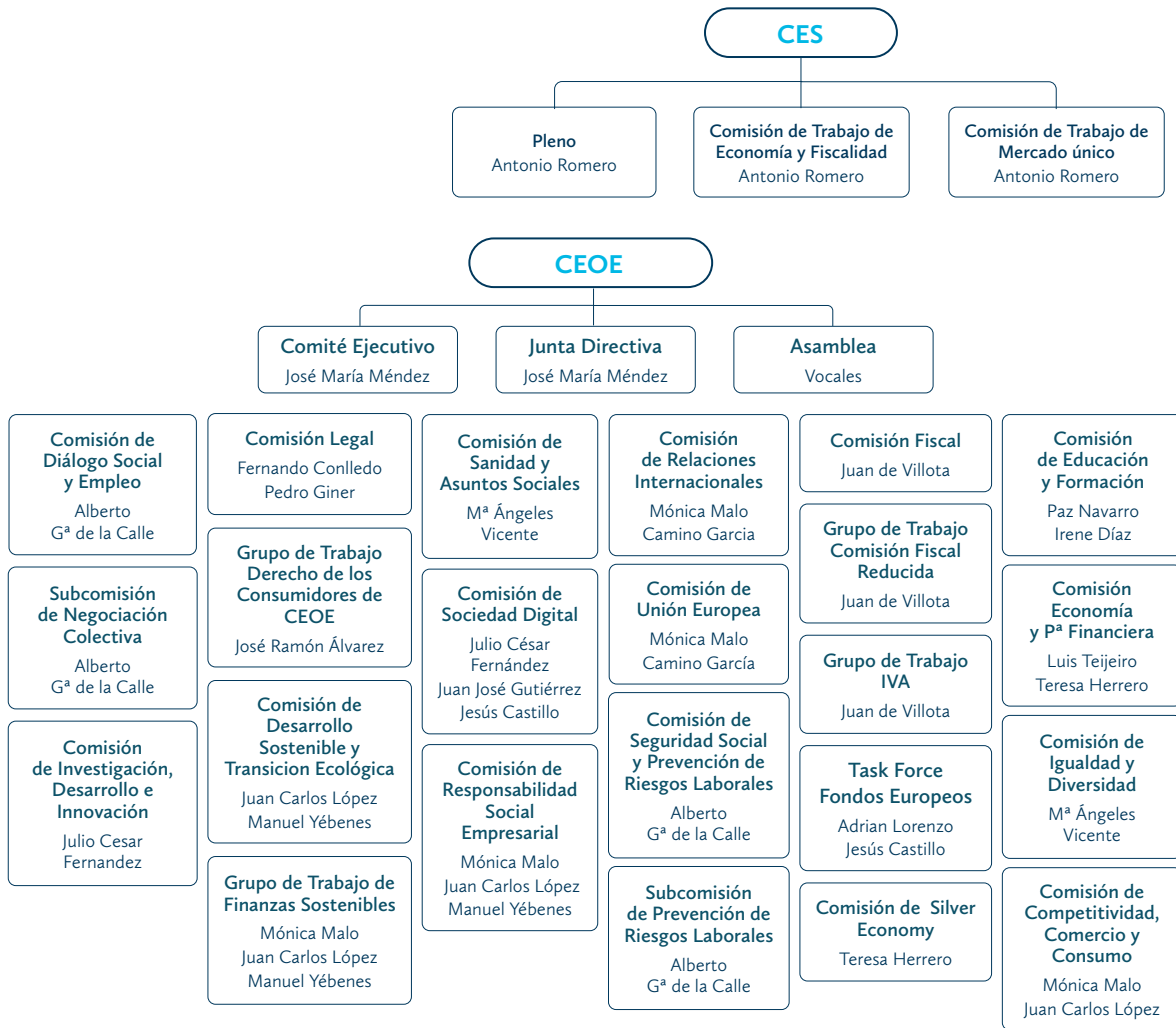 CES
Pleno
Antonio Romero
Comisión de Trabajo de
Economía y Fiscalidad
Antonio Romero
Comisión de Trabajo de
Mercado único
Antonio Romero
CEOE
Comité Ejecutivo
José María Méndez
Junta Directiva
José María Méndez
Asamblea
Vocales
Comisión de
Diálogo Social
y Empleo
Alberto
Gª de la Calle
Subcomisión
de Negociación
Colectiva
Alberto
Gª de la Calle
Comisión
de Investigación,
Desarrollo e
Innovación
Julio Cesar
Fernandez
Comisión Legal
Fernando Conlledo
Pedro Giner
Grupo de Trabajo
Derecho de los
Consumidores de
CEOE
José Ramón Álvarez
Comisión de
Desarrollo
Sostenible y
Transicion Ecológica
Juan Carlos López
Manuel Yébenes
Grupo de Trabajo de
Finanzas Sostenibles
Mónica Malo
Juan Carlos López
Manuel Yébenes
Comisión de
Sanidad y
Asuntos Sociales
Mª Ángeles
Vicente
Comisión de
Sociedad Digital
Julio César
Fernández
Juan José Gutiérrez
Jesús Castillo
Comisión de
Responsabilidad
Social
Empresarial
Mónica Malo
Juan Carlos López
Manuel Yébenes
Comisión
de Relaciones
Internacionales
Mónica Malo
Camino Garcia
Comisión de
Unión Europea
Mónica Malo
Camino García
Comisión de
Seguridad Social
y Prevención de
Riesgos Laborales
Alberto
Gª de la Calle
Subcomisión
de Prevención de
Riesgos Laborales
Alberto
Gª de la Calle
Comisión Fiscal
Juan de Villota
Grupo de Trabajo
Comisión Fiscal
Reducida
Juan de Villota
Grupo de Trabajo
IVA
Juan de Villota
Task Force
Fondos Europeos
Adrian Lorenzo
Jesús Castillo
Comisión de Silver
Economy
Teresa Herrero
Comisión
de Educación
y Formación
Paz Navarro
Irene Díaz
Comisión
Economía
y Pª Financiera
Luis Teijeiro
Teresa Herrero
Comisión de
Igualdad y
Diversidad
Mª Ángeles
Vicente
Comisión de
Competitividad,
Comercio y
Consumo
Mónica Malo
Juan Carlos López